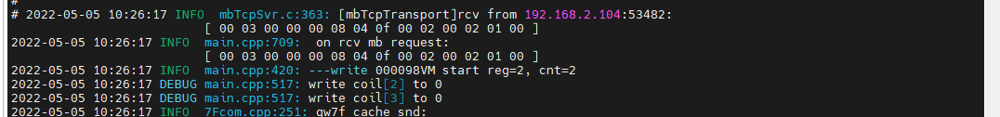 #
# 2022-05-05 10:26:17 INFO mbTcpSvr.c:363: [mbTcpTransport]rcv from 192.168.2.104:53482:
[ 00 03 00 00 00 08 04 0f 00 02 00 02 01 00 ]
2022-05-05 10:26:17 INFO main.cpp:709: on rcv mb request:
[ 00 03 00 00 00 08 04 0f 00 02 00 02 01 00 ]
2022-05-05 10:26:17 INFO main.cpp:420: ---write 000098VM start reg=2, cnt=2
2022-05-05 10:26:17 DEBUG main.cpp:517: write coil[2] to 0
2022-05-05 10:26:17 DEBUG main.cpp:517: write coil[3] to 0
2022-05-05 10:26:17 INFO 7Fcom.cpp:251: gw7f cache snd: